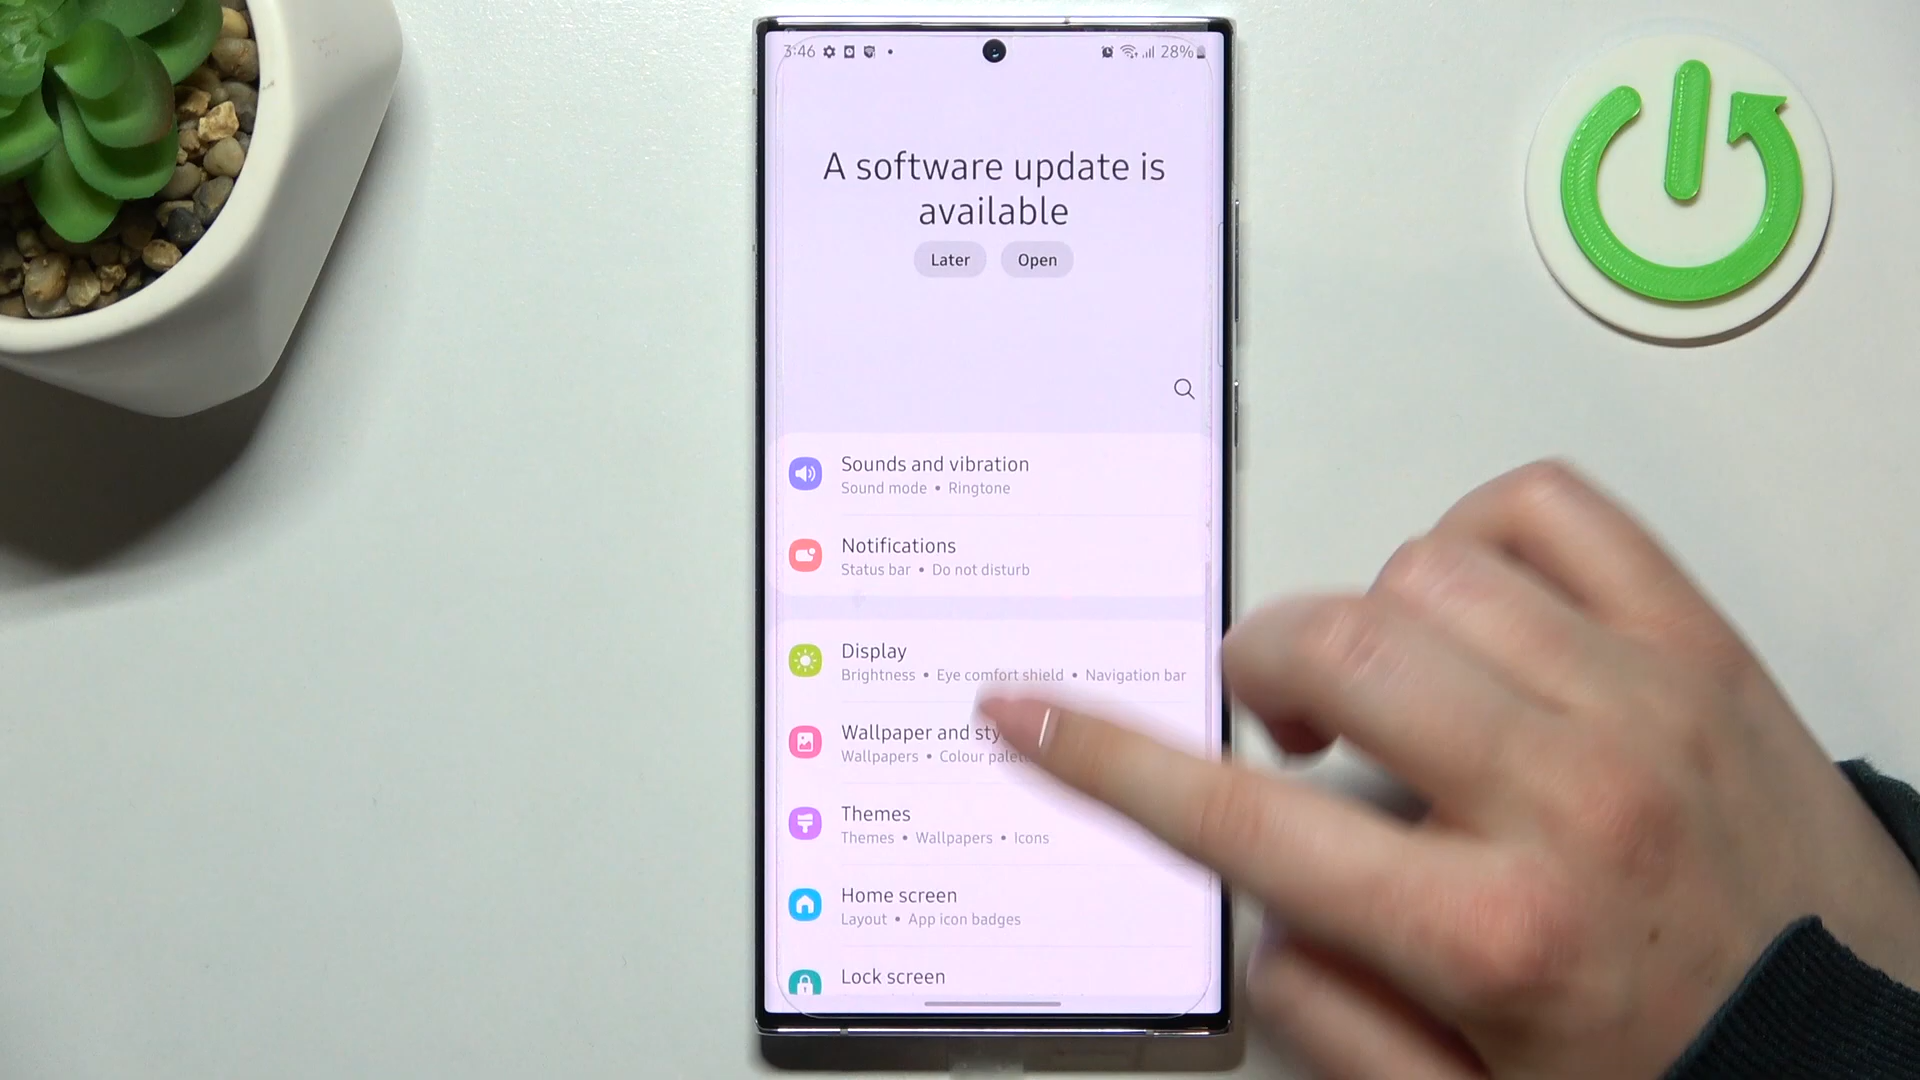 3:46 28%
A software update is
available
Later Open
Sounds and vibration
Sound mode • Ringtone
Notifications
Status bar • Do not disturb
Display
Brightness • Eye comfort shield • Navigation bar
Wallpaper and
Wallpapers • Colour
Themes
Themes • Wallpapers • Icons
Home screen
Layout • App icon badges
Lock screen